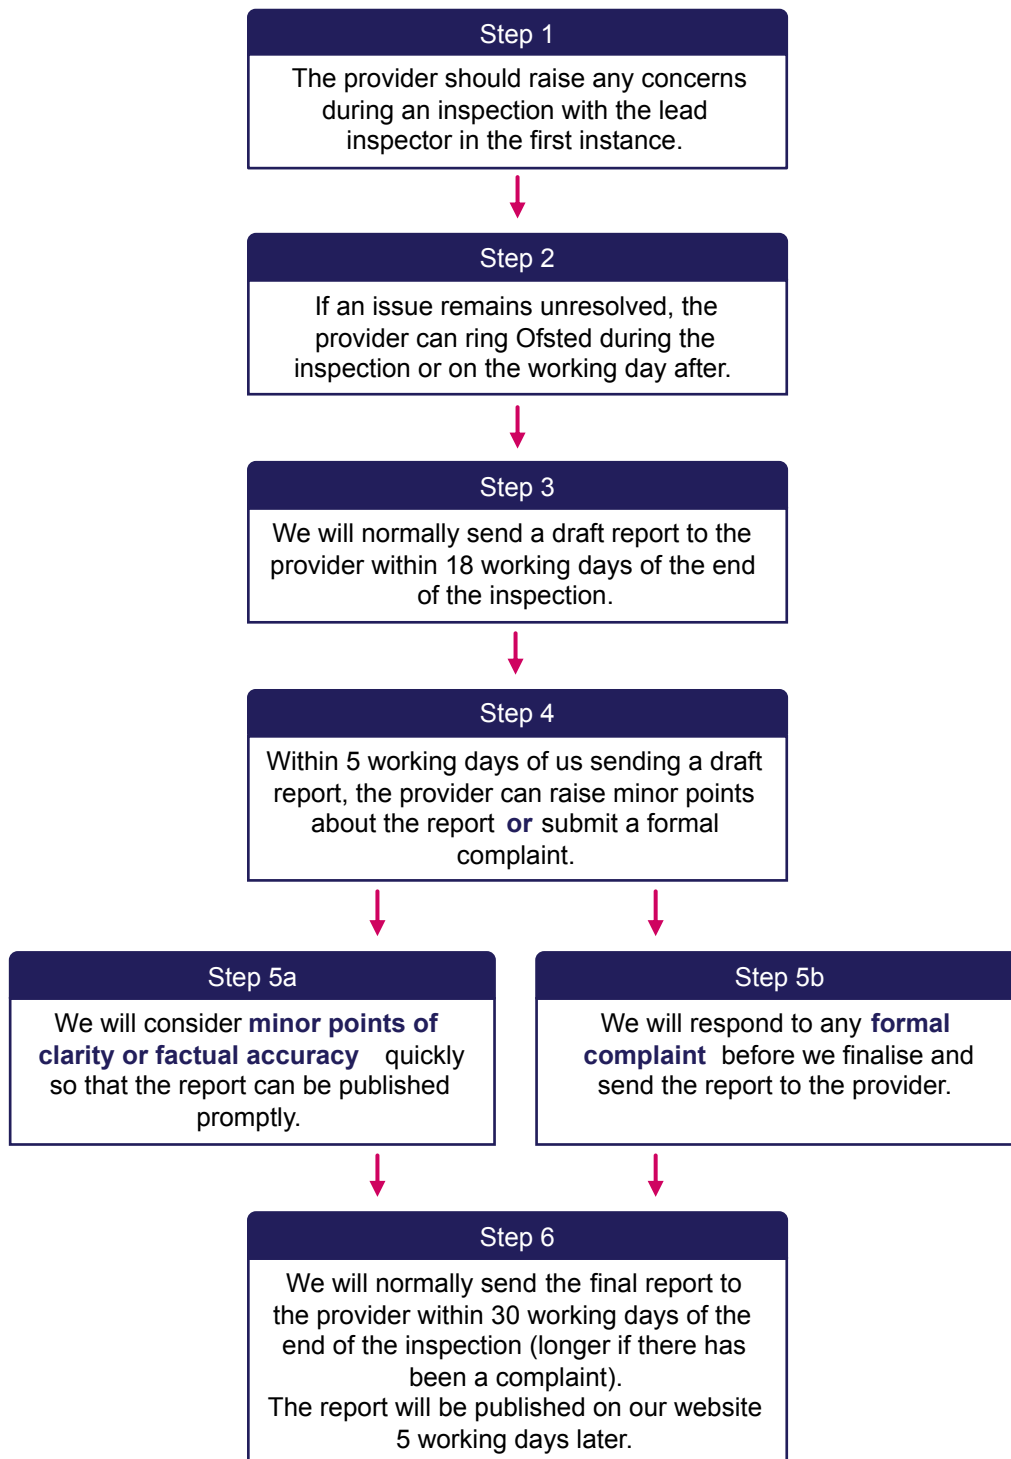 Step 1
The provider should raise any concerns
during an inspection with the lead
inspector in the first instance.
Step 2
If an issue remains unresolved, the
provider can ring Ofsted during the
inspection or on the working day after.
Step 3
We will normally send a draft report to the
provider within 18 working days of the end
of the inspection.
Step 4
Within 5 working days of us sending a draft
report, the provider can raise minor points
about the report or submit a formal
complaint.
Step 5a
We will consider minor points of
clarity or factual accuracy quickly
so that the report can be published
promptly.
Step 5b
We will respond to any formal
complaint before we finalise and
send the report to the provider.
Step 6
We will normally send the final report to
the provider within 30 working days of the
end of the inspection (longer if there has
been a complaint).
The report will be published on our website
5 working days later.